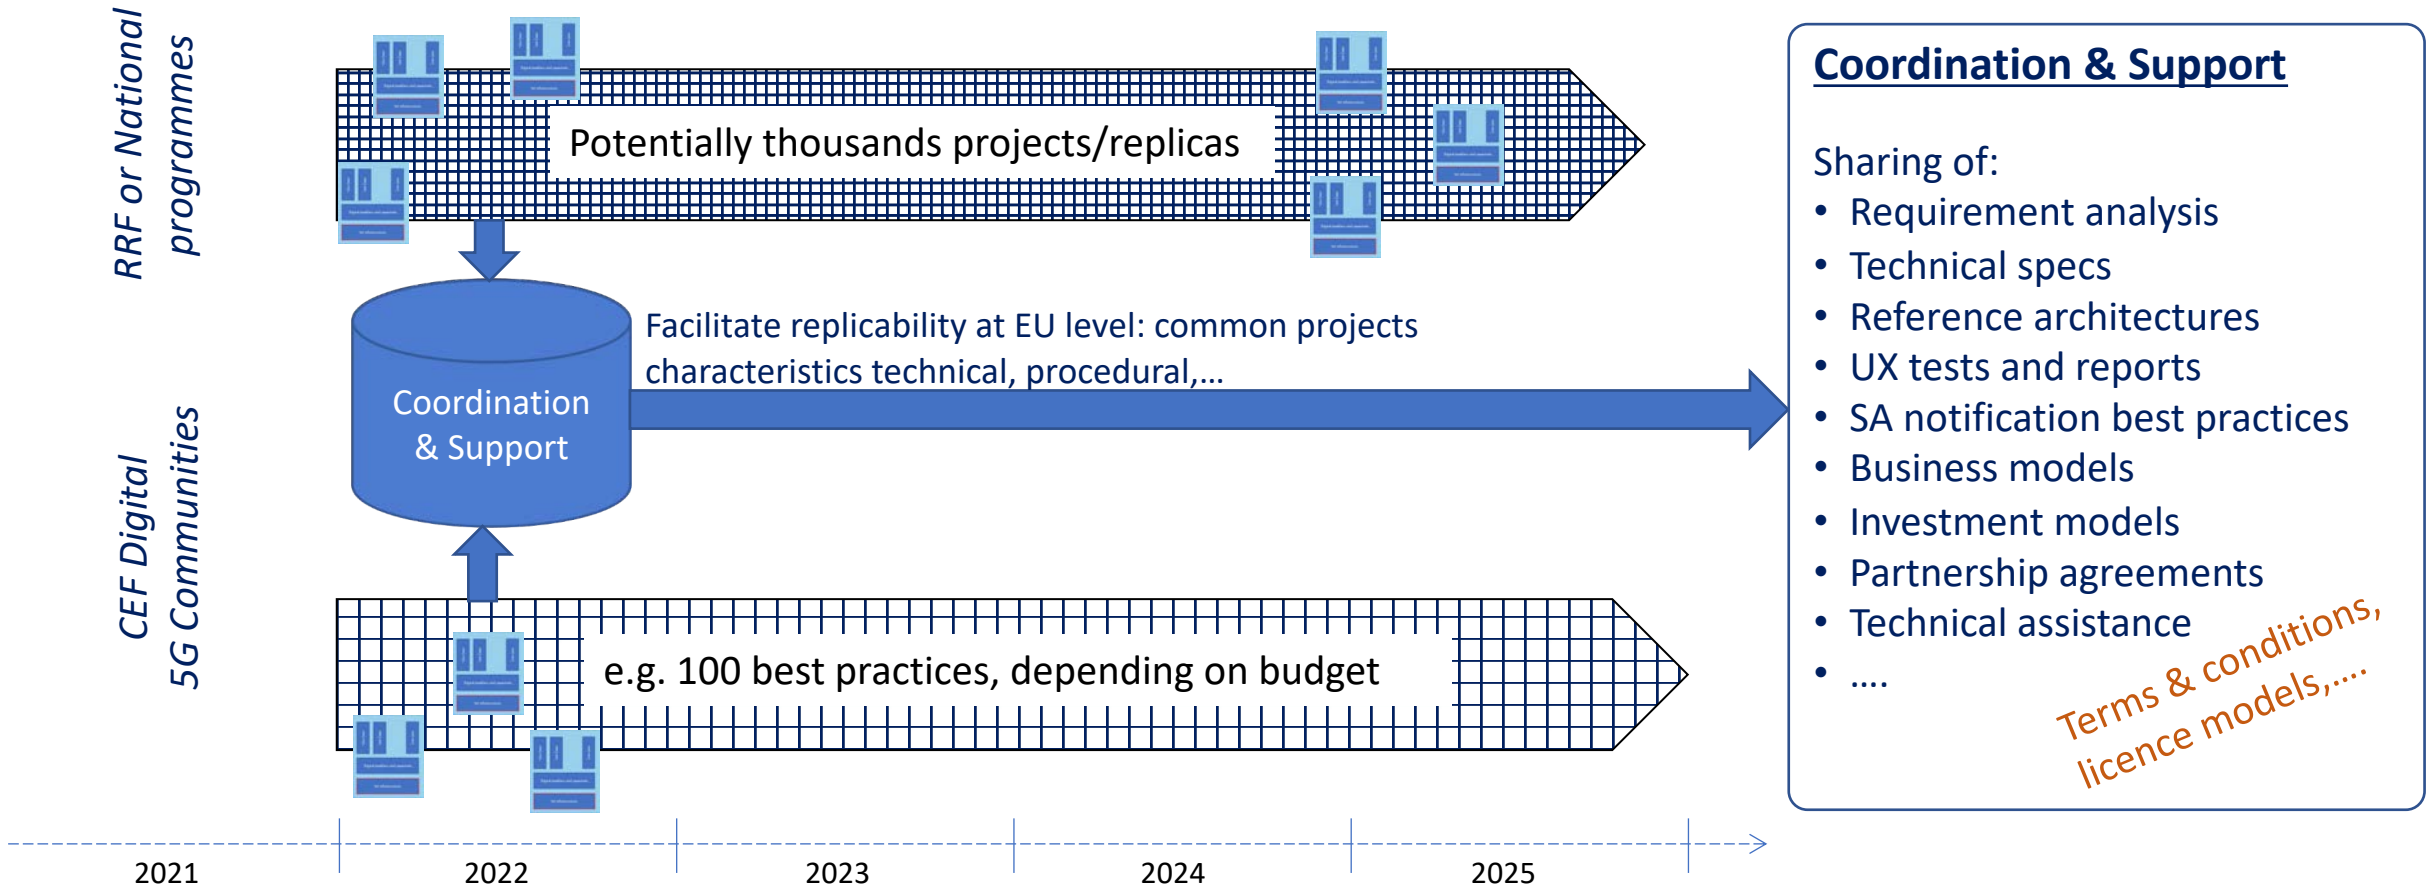 RRF or National
programmes
Potentially thousands projects/replicas
Facilitate replicability at EU level: common projects
characteristics technical, procedural,...
Coordination
& Support
CEF Digital
5G Communities
e.g. 100 best practices, depending on budget
2021
2022
2023
2024
2025
Coordination & Support
Sharing of:
• Requirement analysis
• Technical specs
• Reference architectures
• UX tests and reports
• SA notification best practices
• Business models
• Investment models
• Partnership agreements
• Technical assistance
• ....
Terms & conditions,
licence models,....